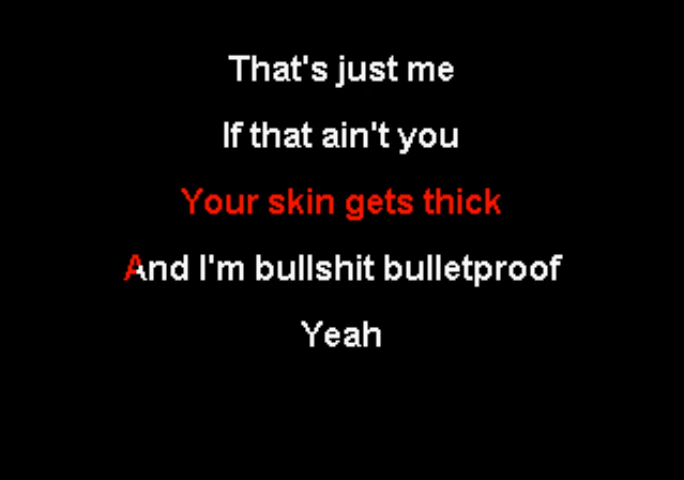 That's just me
If that ain't you
Your skin gets thick
And I'm bullshit bulletproof
Yeah